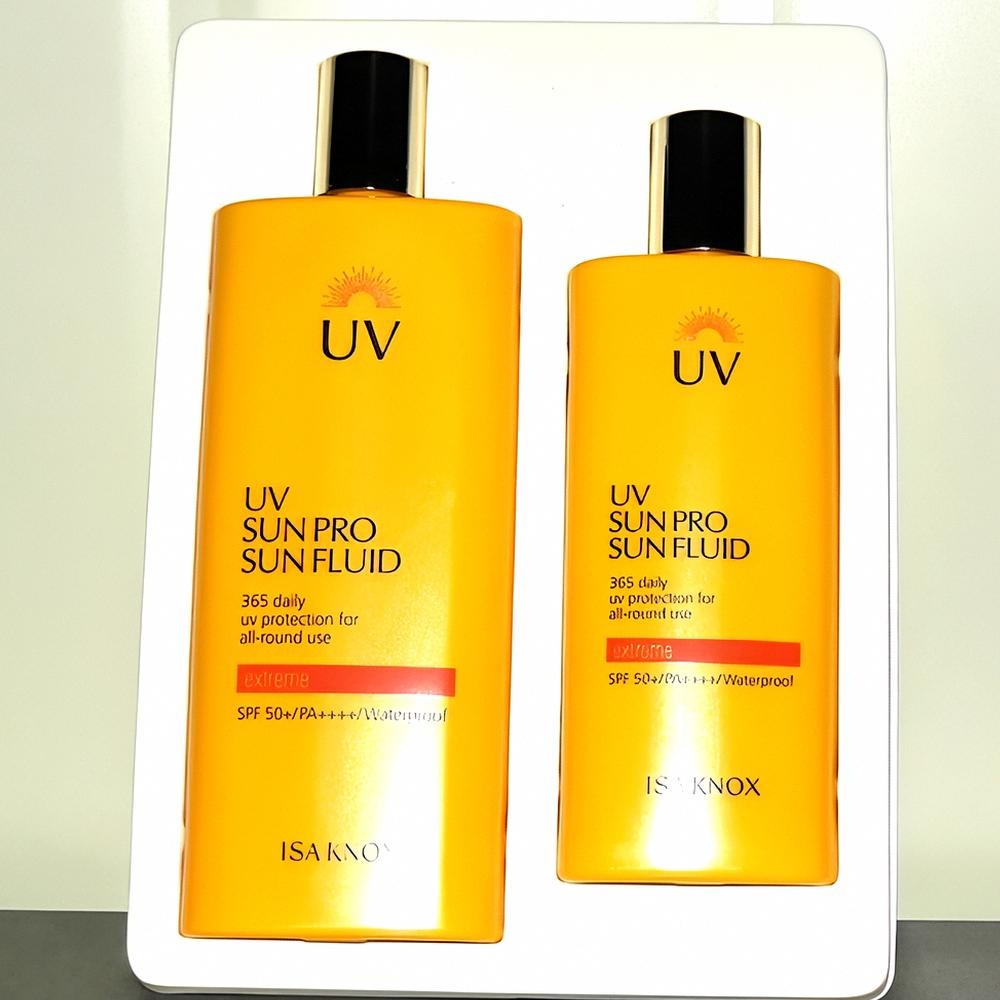 UV
UV
SUN PRO
SUN FLUID
365 daily
uv protection for
all-round use
extreme
SPF 50+/PA++++/Waterproof
ISA KNOX
UV
UV
SUN PRO
SUN FLUID
365 daily
uv protection for
all-round use
extreme
SPF 50+/PA++++/Waterproof
ISA KNOX